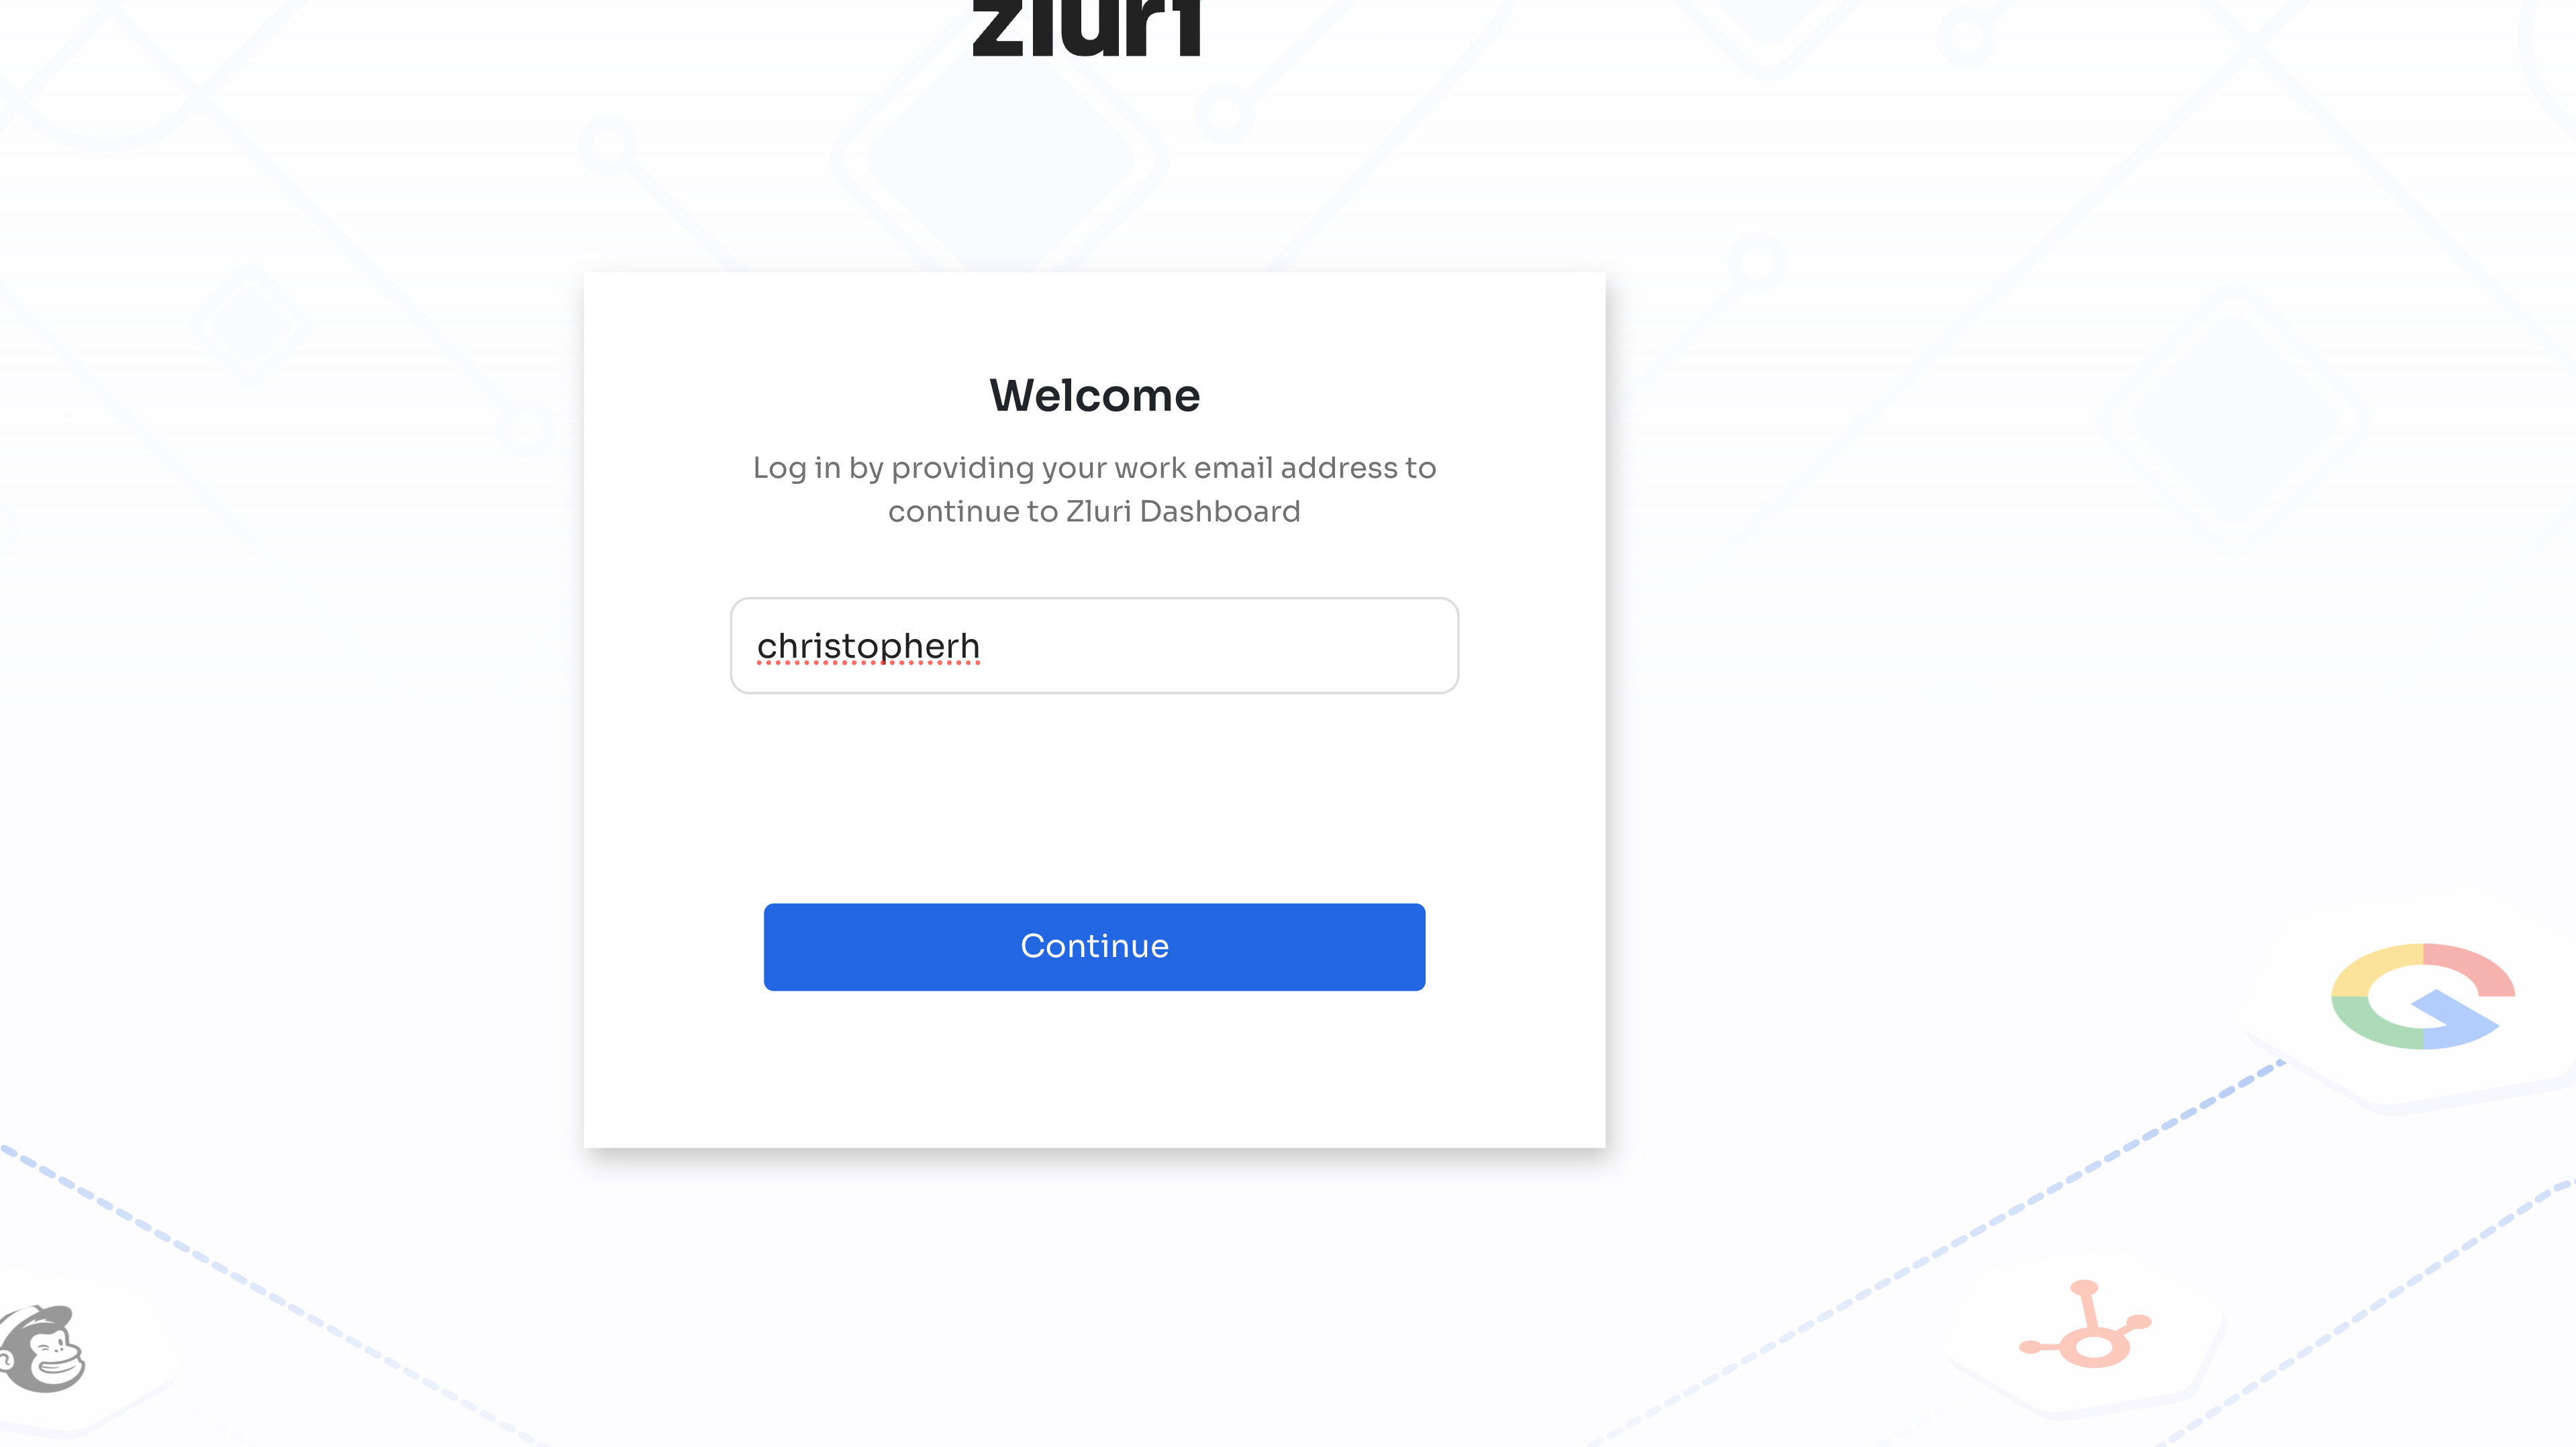 zluri
Welcome
Log in by providing your work email address to
continue to Zluri Dashboard
christopherh
Continue